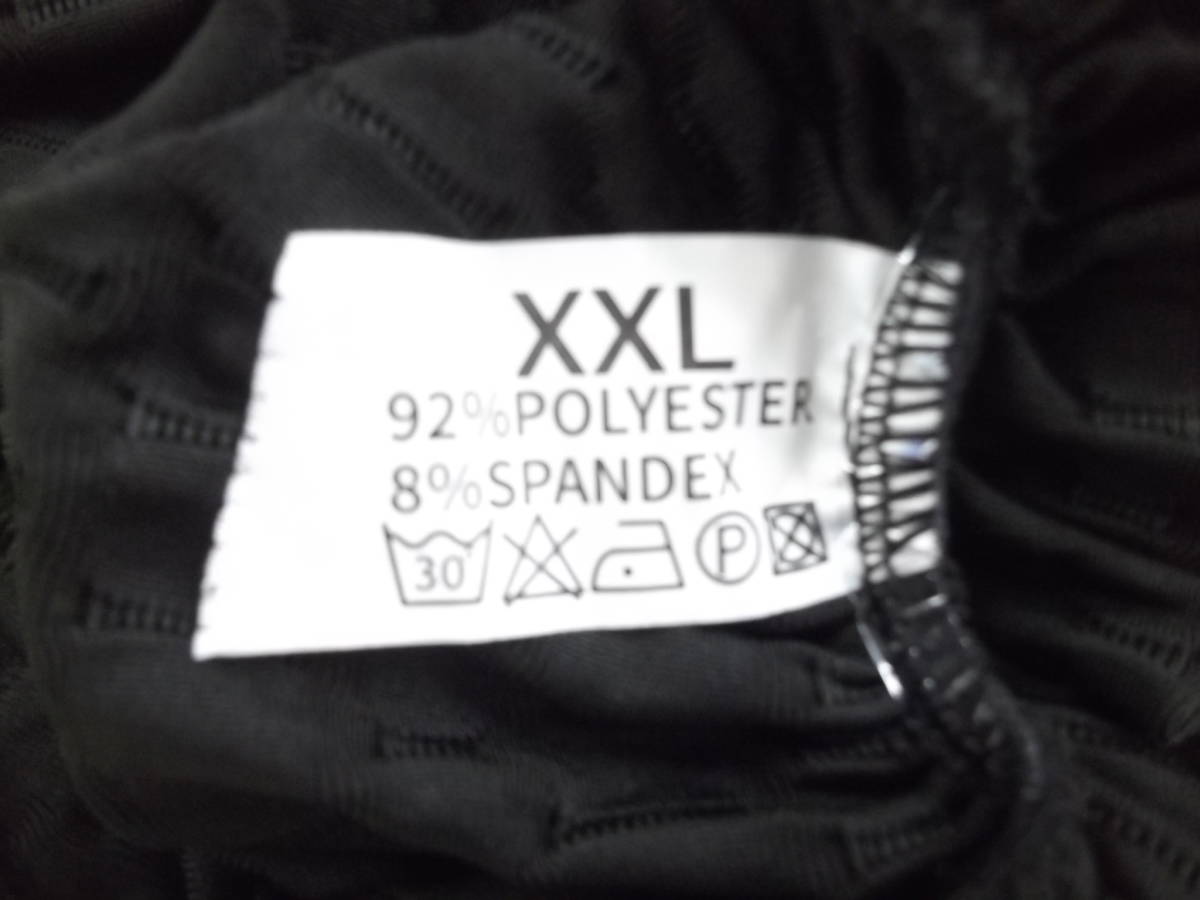 XXL
92%POLYESTER
8%SPANDEX
30 P